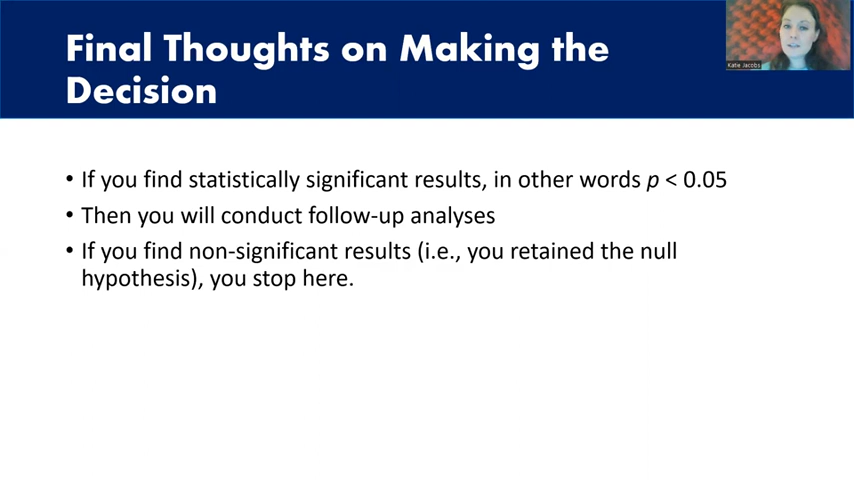 Final Thoughts on Making the
Decision
Katie Jacobs
• If you find statistically significant results, in other words p < 0.05
• Then you will conduct follow-up analyses
• If you find non-significant results (i.e., you retained the null
hypothesis), you stop here.